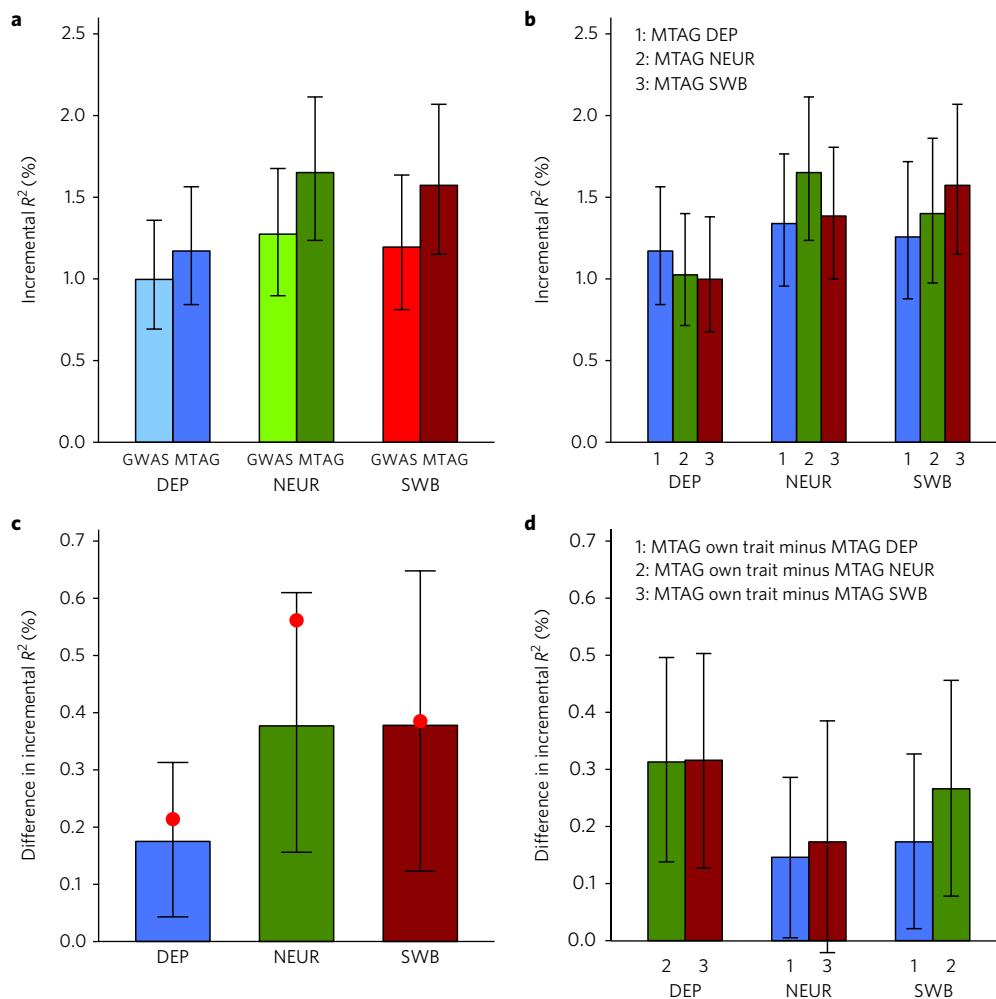 a
2.5
2.0
1.5
1.0
0.5
0.0
Incremental R² (%)
GWAS MTAG GWAS MTAG GWAS MTAG
DEP NEUR SWB
b
1: MTAG DEP
2: MTAG NEUR
3: MTAG SWB
2.5
2.0
1.5
1.0
0.5
0.0
Incremental R² (%)
1 2 3 1 2 3 1 2 3
DEP NEUR SWB
c
0.7
0.6
0.5
0.4
0.3
0.2
0.1
0.0
Difference in incremental R² (%)
DEP NEUR SWB
d
1: MTAG own trait minus MTAG DEP
2: MTAG own trait minus MTAG NEUR
3: MTAG own trait minus MTAG SWB
0.7
0.6
0.5
0.4
0.3
0.2
0.1
0.0
Difference in incremental R² (%)
2 3 1 3 1 2
DEP NEUR SWB